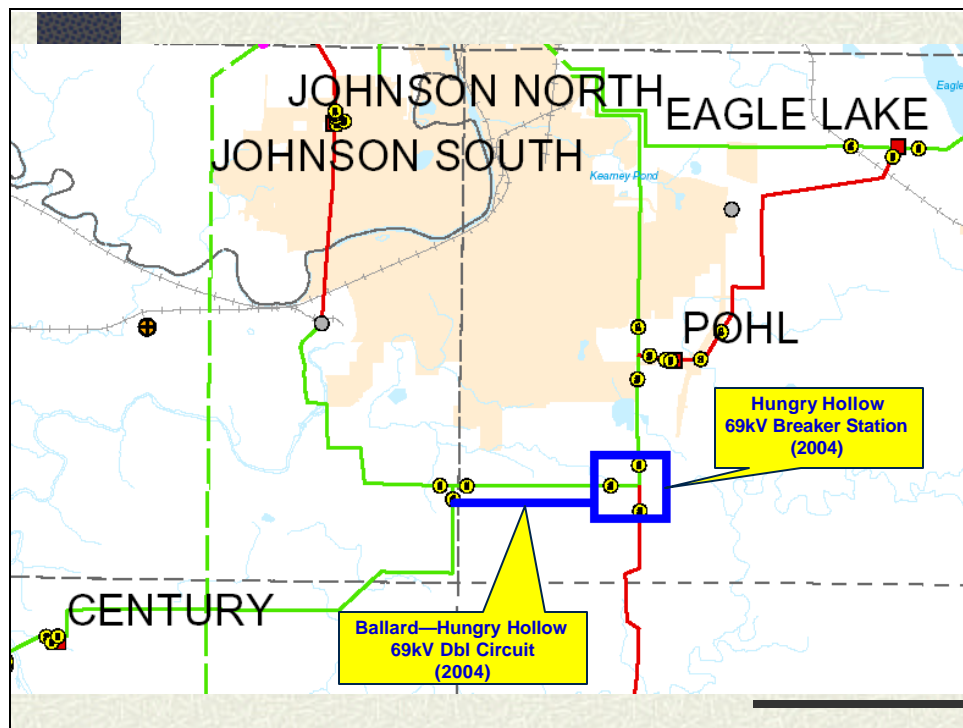 JOHNSON NORTH
JOHNSON SOUTH
EAGLE LAKE
Eagle
Kearney Pond
POHL
Hungry Hollow
69kV Breaker Station
(2004)
CENTURY
Ballard—Hungry Hollow
69kV Dbl Circuit
(2004)